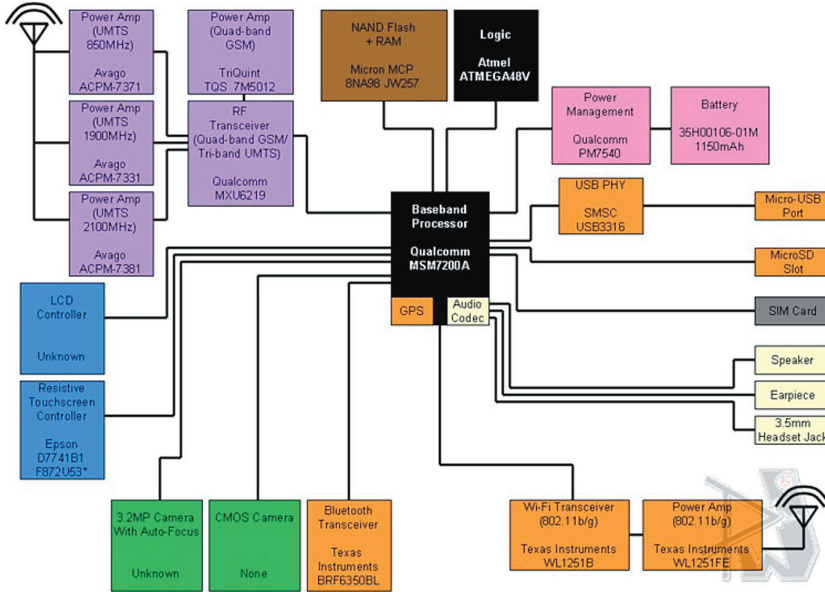 Power Amp
(UMTS
850MHz)
Avago
ACPM-7371
Power Amp
(Quad-band
GSM)
TriQuint
TQS 7M5012
NAND Flash
+ RAM
Micron MCP
8NA98 JW257
Logic
Atmel
ATMEGA48V
Power
Management
Qualcomm
PM7540
Battery
35H00106-01M
1150mAh
Power Amp
(UMTS
1900MHz)
Avago
ACPM-7331
RF
Transceiver
(Quad-band GSM/
Tri-band UMTS)
Qualcomm
MXU6219
Power Amp
(UMTS
2100MHz)
Avago
ACPM-7381
Baseband
Processor
Qualcomm
MSM7200A
GPS
Audio
Codec
USB PHY
SMSC
USB3316
Micro-USB
Port
MicroSD
Slot
SIM Card
Speaker
Earpiece
3.5mm
Headset Jack
LCD
Controller
Unknown
Resistive
Touchscreen
Controller
Epson
D7741B1
F872U53*
3.2MP Camera
With Auto-Focus
Unknown
CMOS Camera
None
Bluetooth
Transceiver
Texas
Instruments
BRF6350BL
Wi-Fi Transceiver
(802.11b/g)
Texas Instruments
WL1251B
Power Amp
(802.11b/g)
Texas Instruments
WL1251FE